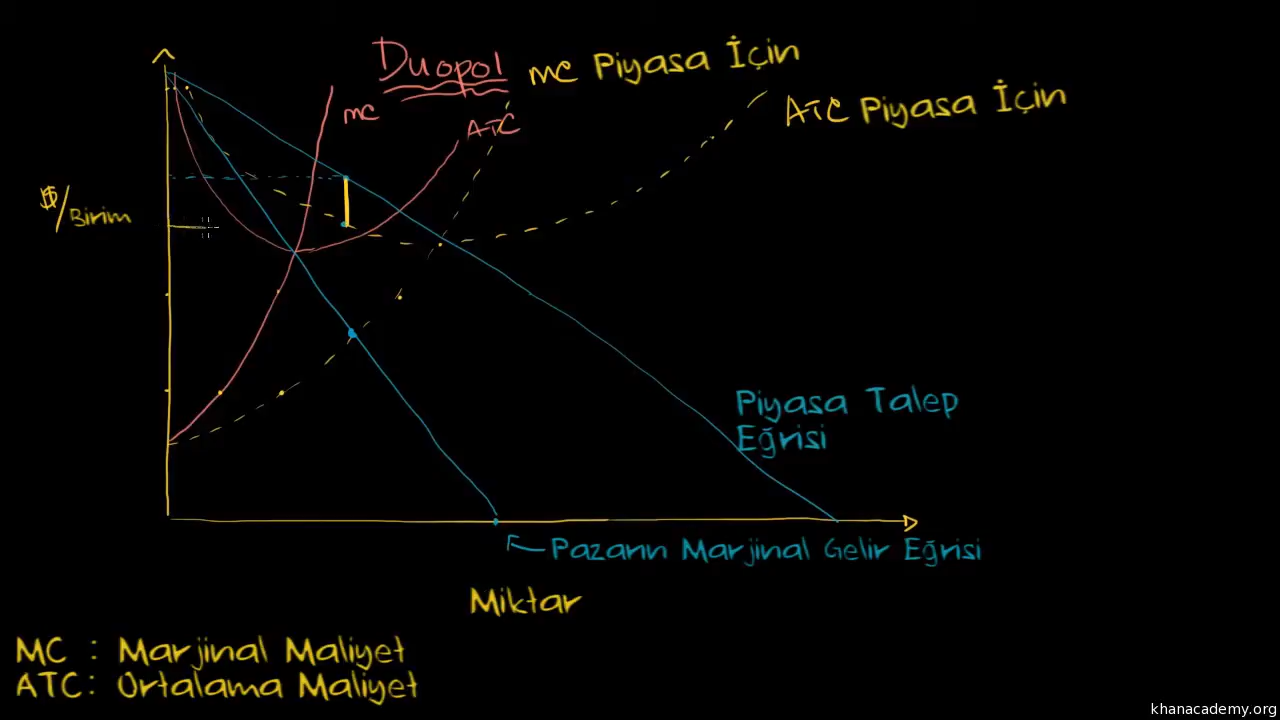 Duopol
MC Piyasa İçin
MC
ATC
ATC Piyasa İçin
$/Birim
Piyasa Talep
Eğrisi
Pazarın Marjinal Gelir Eğrisi
Miktar
MC : Marjinal Maliyet
ATC: Ortalama Maliyet
khanacademy.org